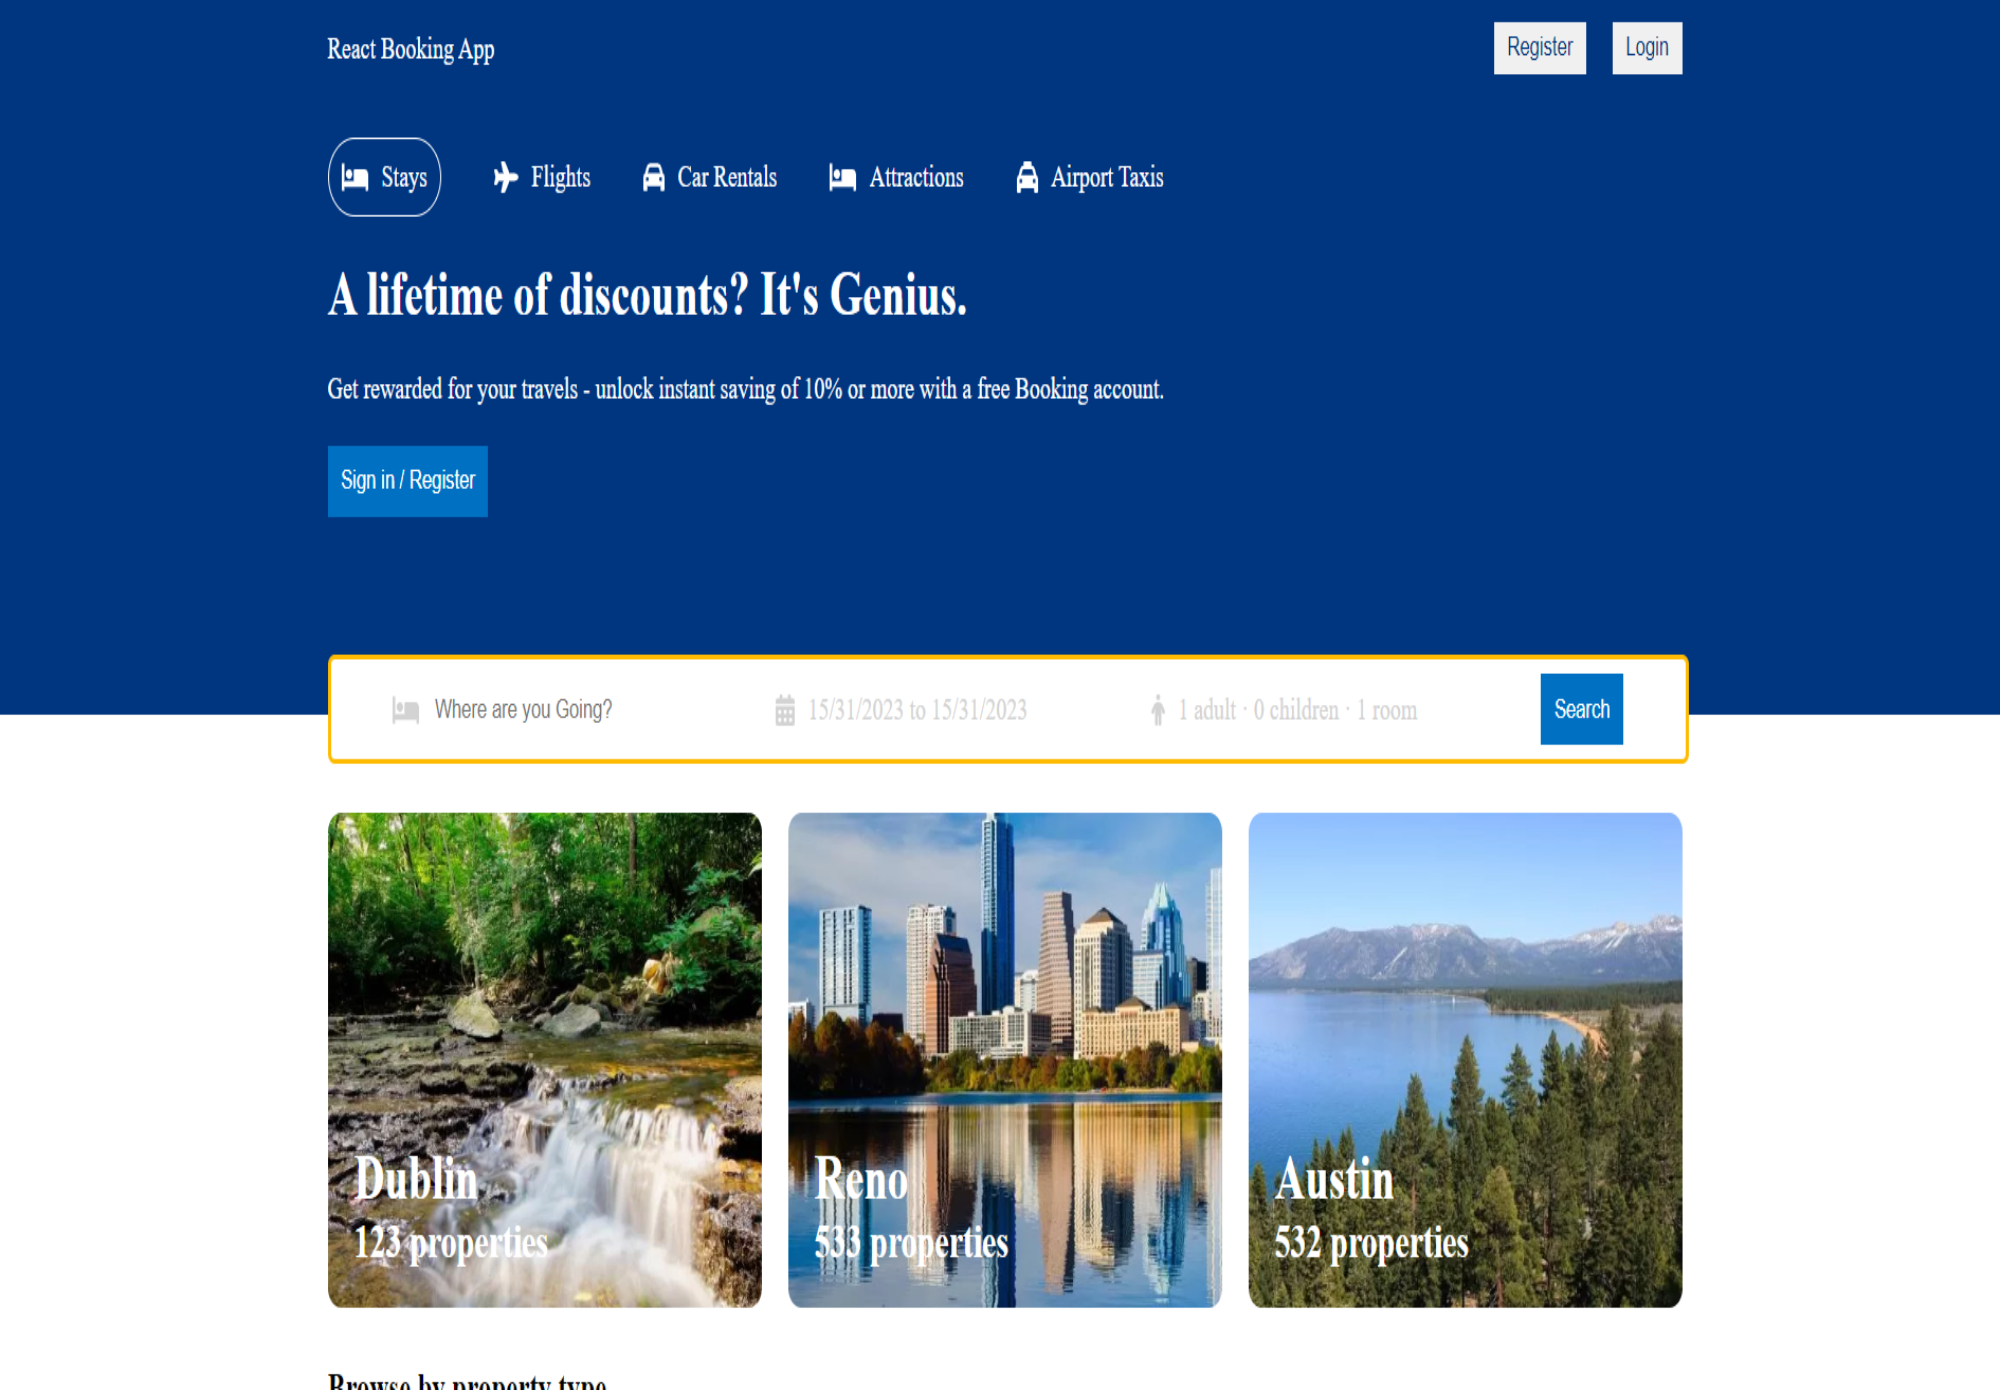 React Booking App
Register
Login
Stays
Flights
Car Rentals
Attractions
Airport Taxis
A lifetime of discounts? It's Genius.
Get rewarded for your travels - unlock instant saving of 10% or more with a free Booking account.
Sign in / Register
Where are you Going?
15/31/2023 to 15/31/2023
1 adult · 0 children · 1 room
Search
Dublin
123 properties
Reno
533 properties
Austin
532 properties
Browse by property type